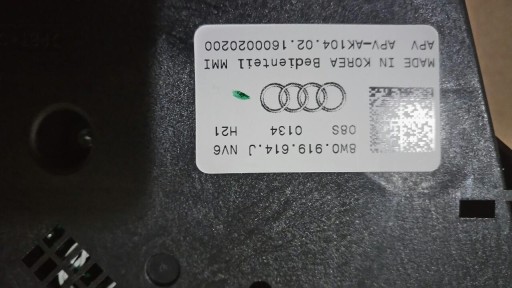 8W0.919.614.J NV6
08S 0134 H21
MADE IN KOREA Bedienteil MMI
APV APV-AK104.02.1600020200